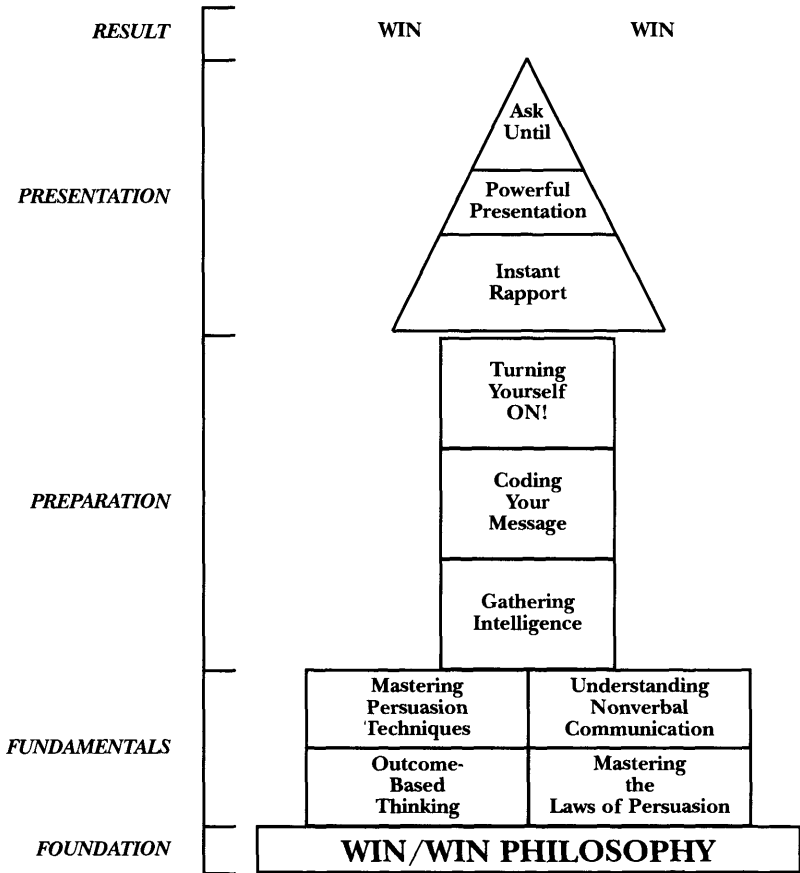 RESULT
WIN
WIN
Ask
Until
PRESENTATION
Powerful
Presentation
Instant
Rapport
Turning
Yourself
ON!
PREPARATION
Coding
Your
Message
Gathering
Intelligence
Mastering
Persuasion
Techniques
Understanding
Nonverbal
Communication
FUNDAMENTALS
Outcome-
Based
Thinking
Mastering
the
Laws of Persuasion
FOUNDATION
WIN/WIN PHILOSOPHY